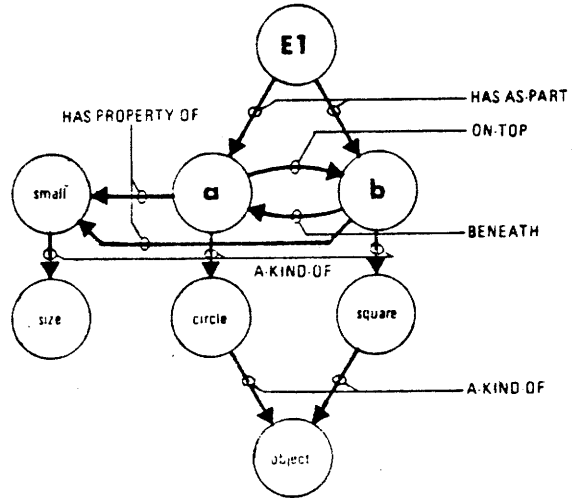 E1
HAS AS-PART
HAS PROPERTY OF
ON-TOP
small
a
b
BENEATH
A-KIND-OF
size
circle
square
A-KIND OF
object